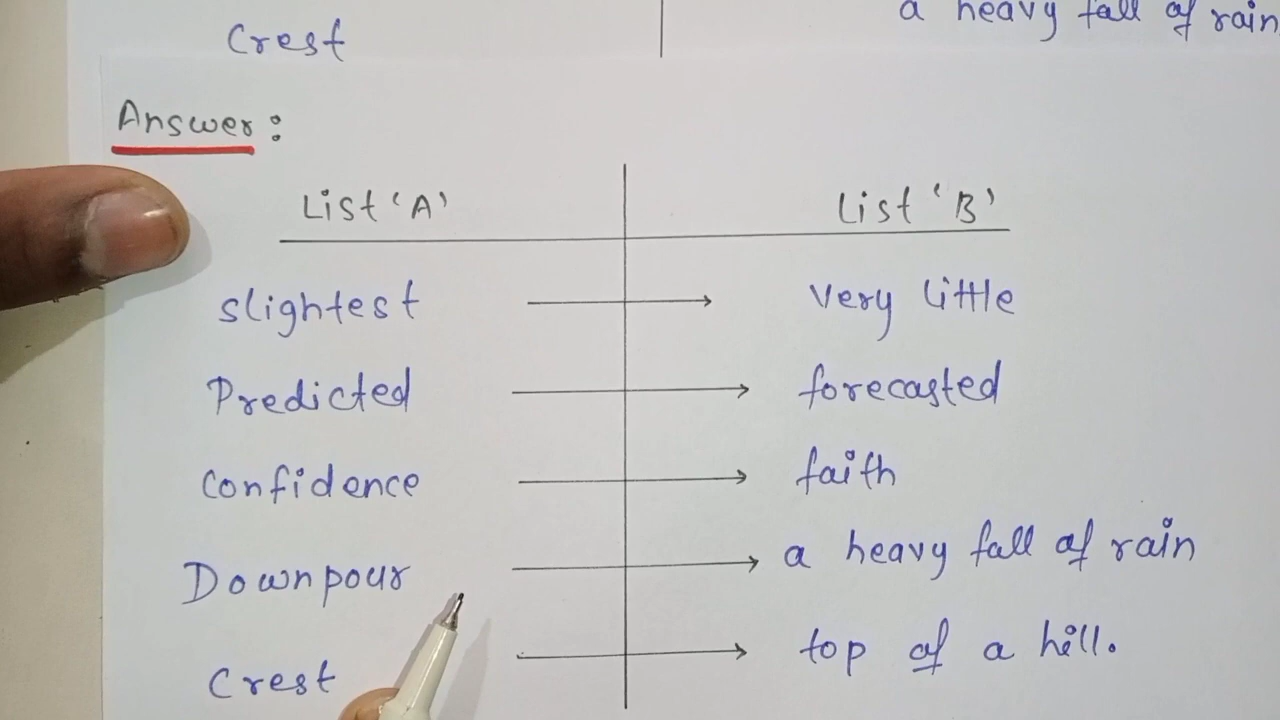 Crest a heavy fall of rain
Answer:
List 'A' List 'B'
slightest very little
Predicted forecasted
Confidence faith
Downpour a heavy fall of rain
Crest top of a hill.